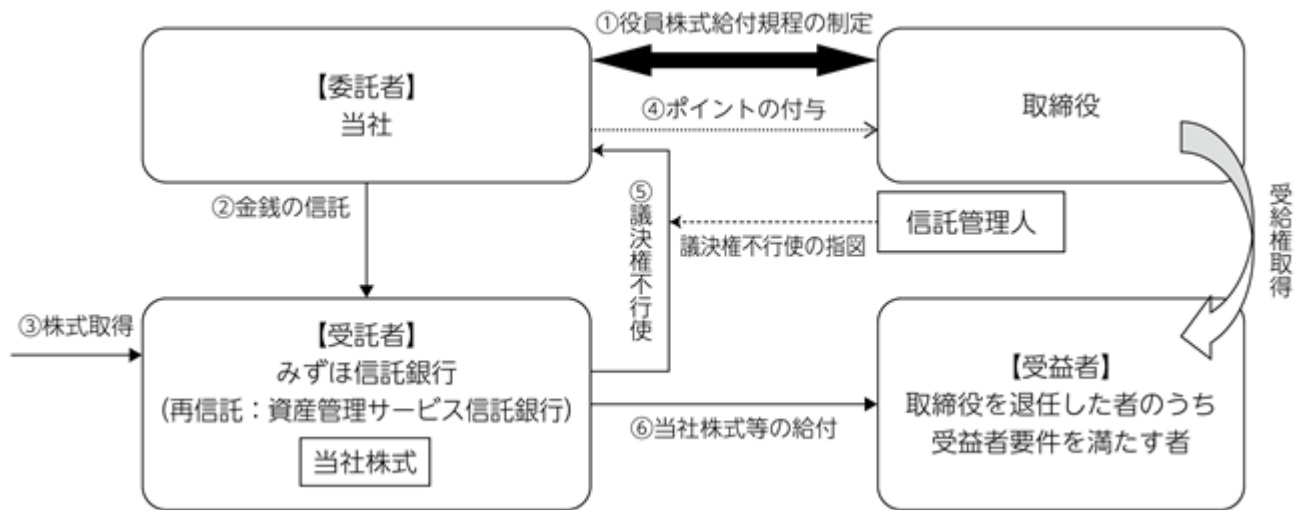 ①役員株式給付規程の制定
【委託者】
当社
④ポイントの付与
取締役
②金銭の信託
⑤議決権不行使
議決権不行使の指図
信託管理人
受給権取得
③株式取得
【受託者】
みずほ信託銀行
(再信託：資産管理サービス信託銀行)
当社株式
⑥当社株式等の給付
【受益者】
取締役を退任した者のうち
受益者要件を満たす者